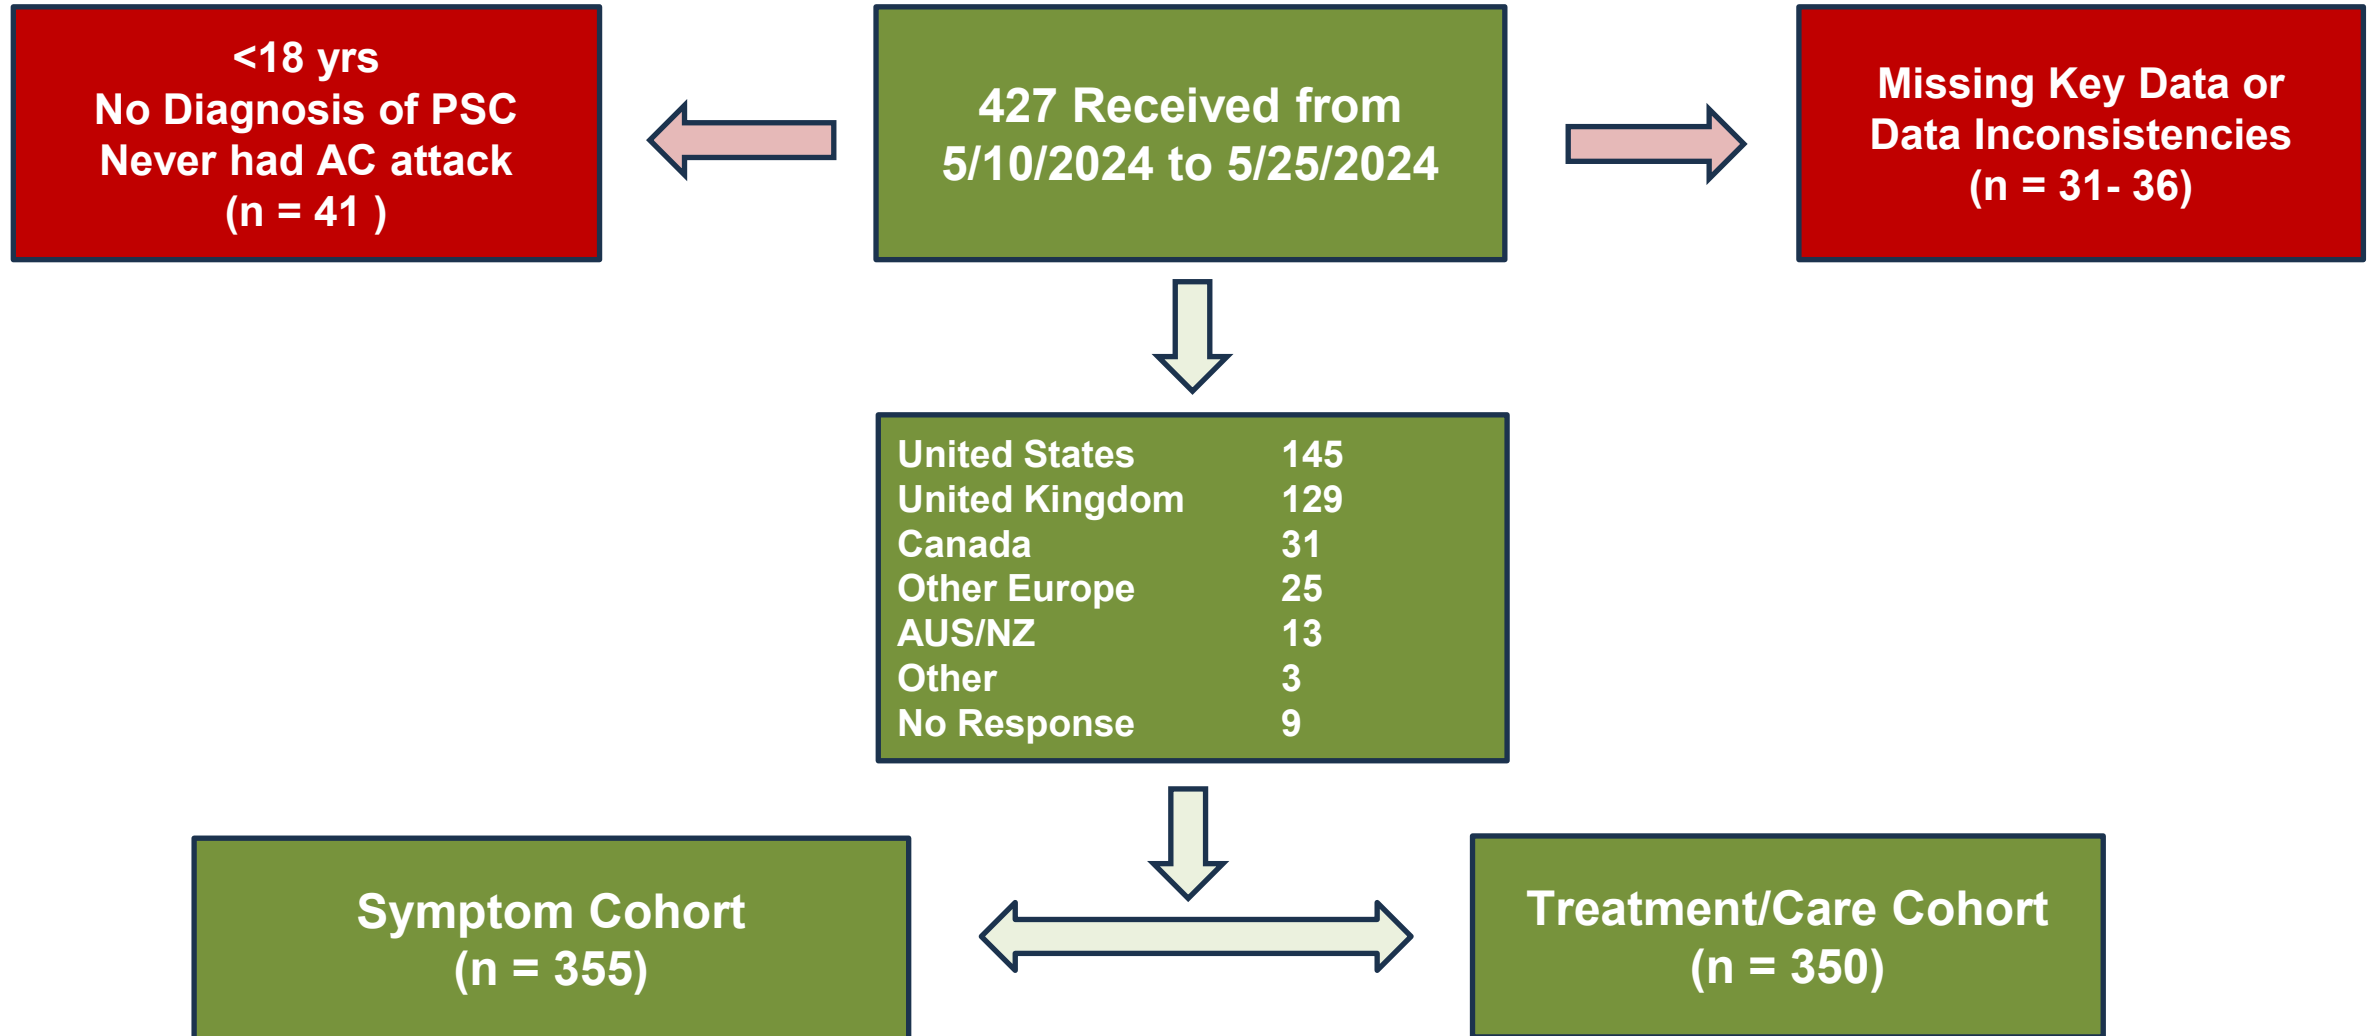 <18 yrs
No Diagnosis of PSC
Never had AC attack
(n = 41 )
427 Received from
5/10/2024 to 5/25/2024
Missing Key Data or
Data Inconsistencies
(n = 31- 36)
United States 145
United Kingdom 129
Canada 31
Other Europe 25
AUS/NZ 13
Other 3
No Response 9
Symptom Cohort
(n = 355)
Treatment/Care Cohort
(n = 350)